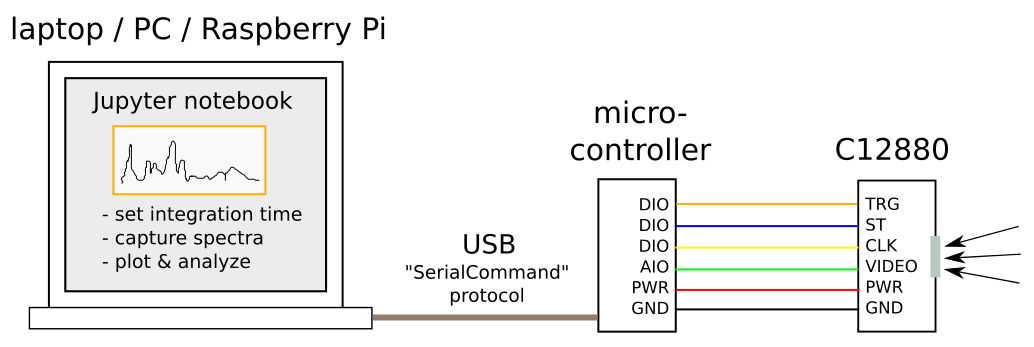 laptop / PC / Raspberry Pi
Jupyter notebook
- set integration time
- capture spectra
- plot & analyze
USB
"SerialCommand"
protocol
micro-
controller
DIO
DIO
DIO
AIO
PWR
GND
C12880
TRG
ST
CLK
VIDEO
PWR
GND